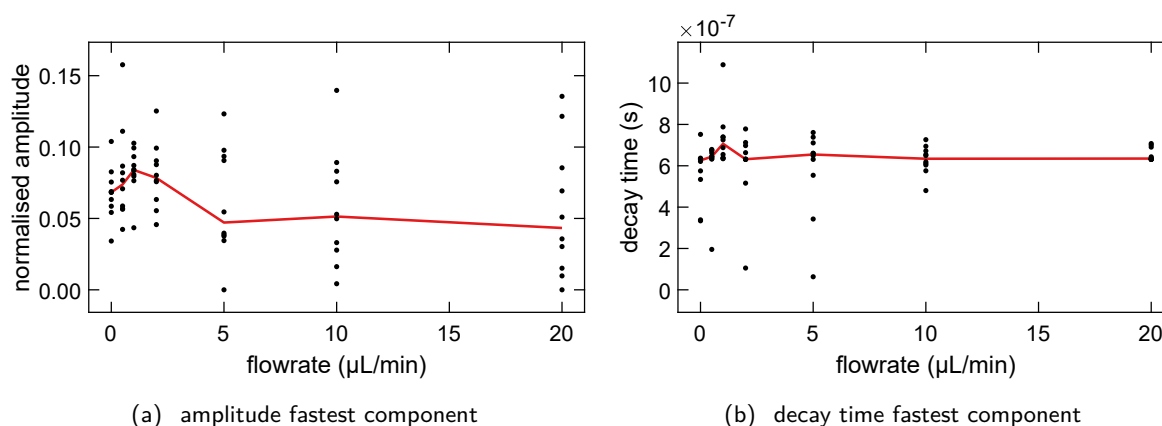 normalised amplitude
0.15
0.10
0.05
0.00
0 5 10 15 20
flowrate (µL/min)
(a) amplitude fastest component
×10⁻⁷
decay time (s)
10
8
6
4
2
0
0 5 10 15 20
flowrate (µL/min)
(b) decay time fastest component